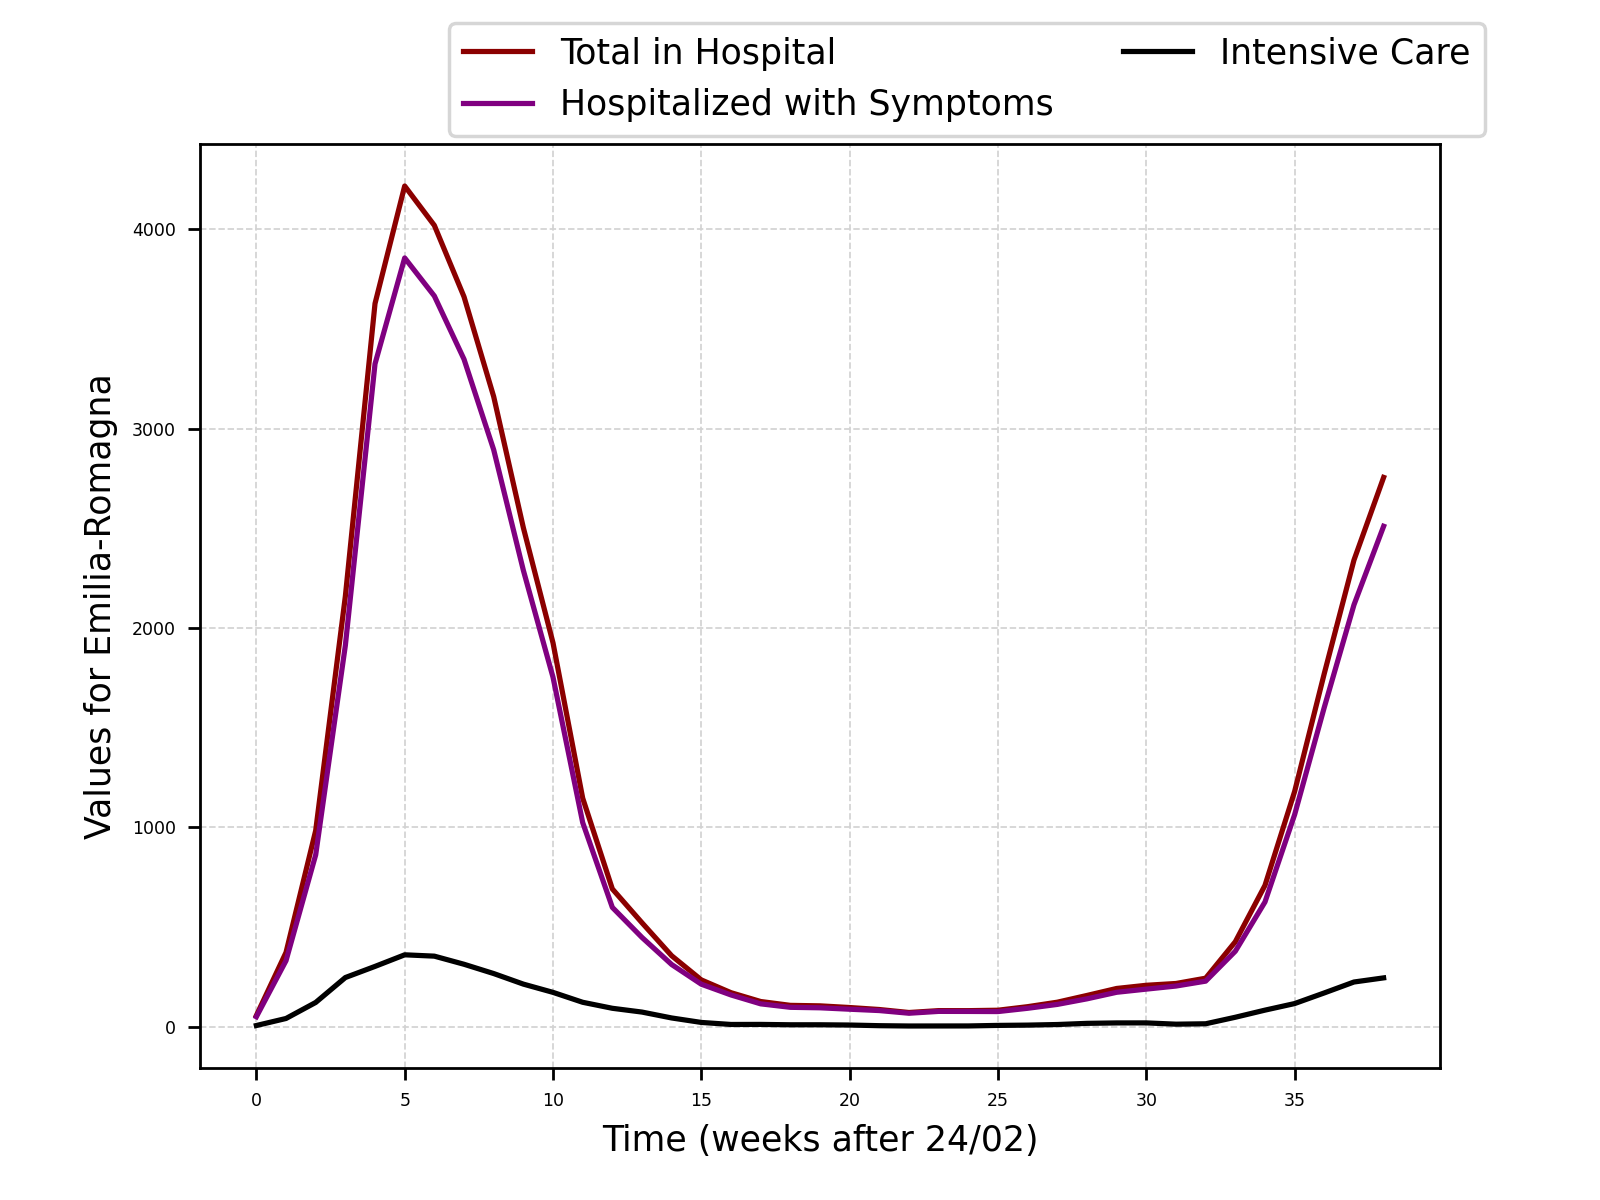 Total in Hospital
Hospitalized with Symptoms
Intensive Care
Values for Emilia-Romagna
4000
3000
2000
1000
0
0 5 10 15 20 25 30 35
Time (weeks after 24/02)